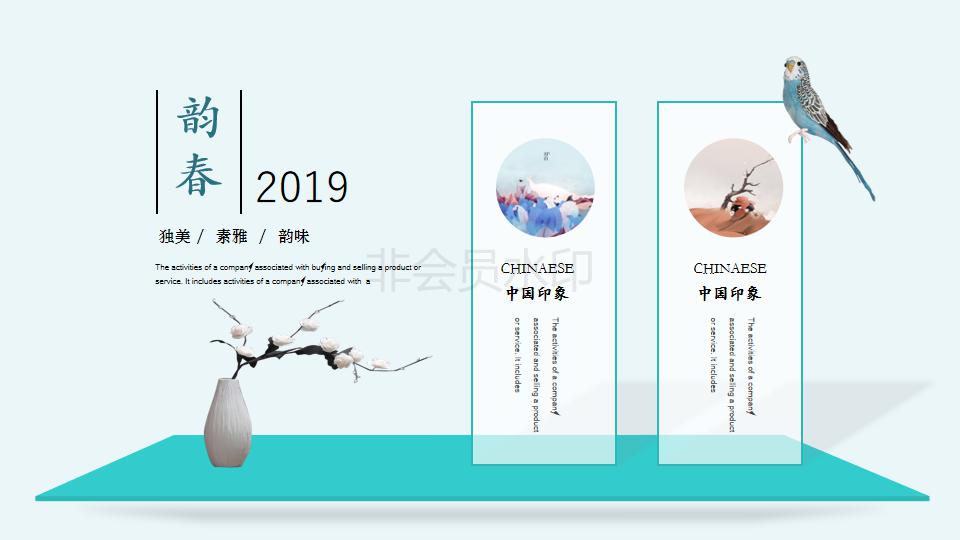 韵
春
2019
独美 / 素雅 / 韵味
The activities of a company associated with buying and selling a product or
service. It includes activities of a company associated with a
非会员水印
CHINAESE
中国印象
The activities of a company
associated and selling a product
or service. It includes
CHINAESE
中国印象
The activities of a company
associated and selling a product
or service. It includes